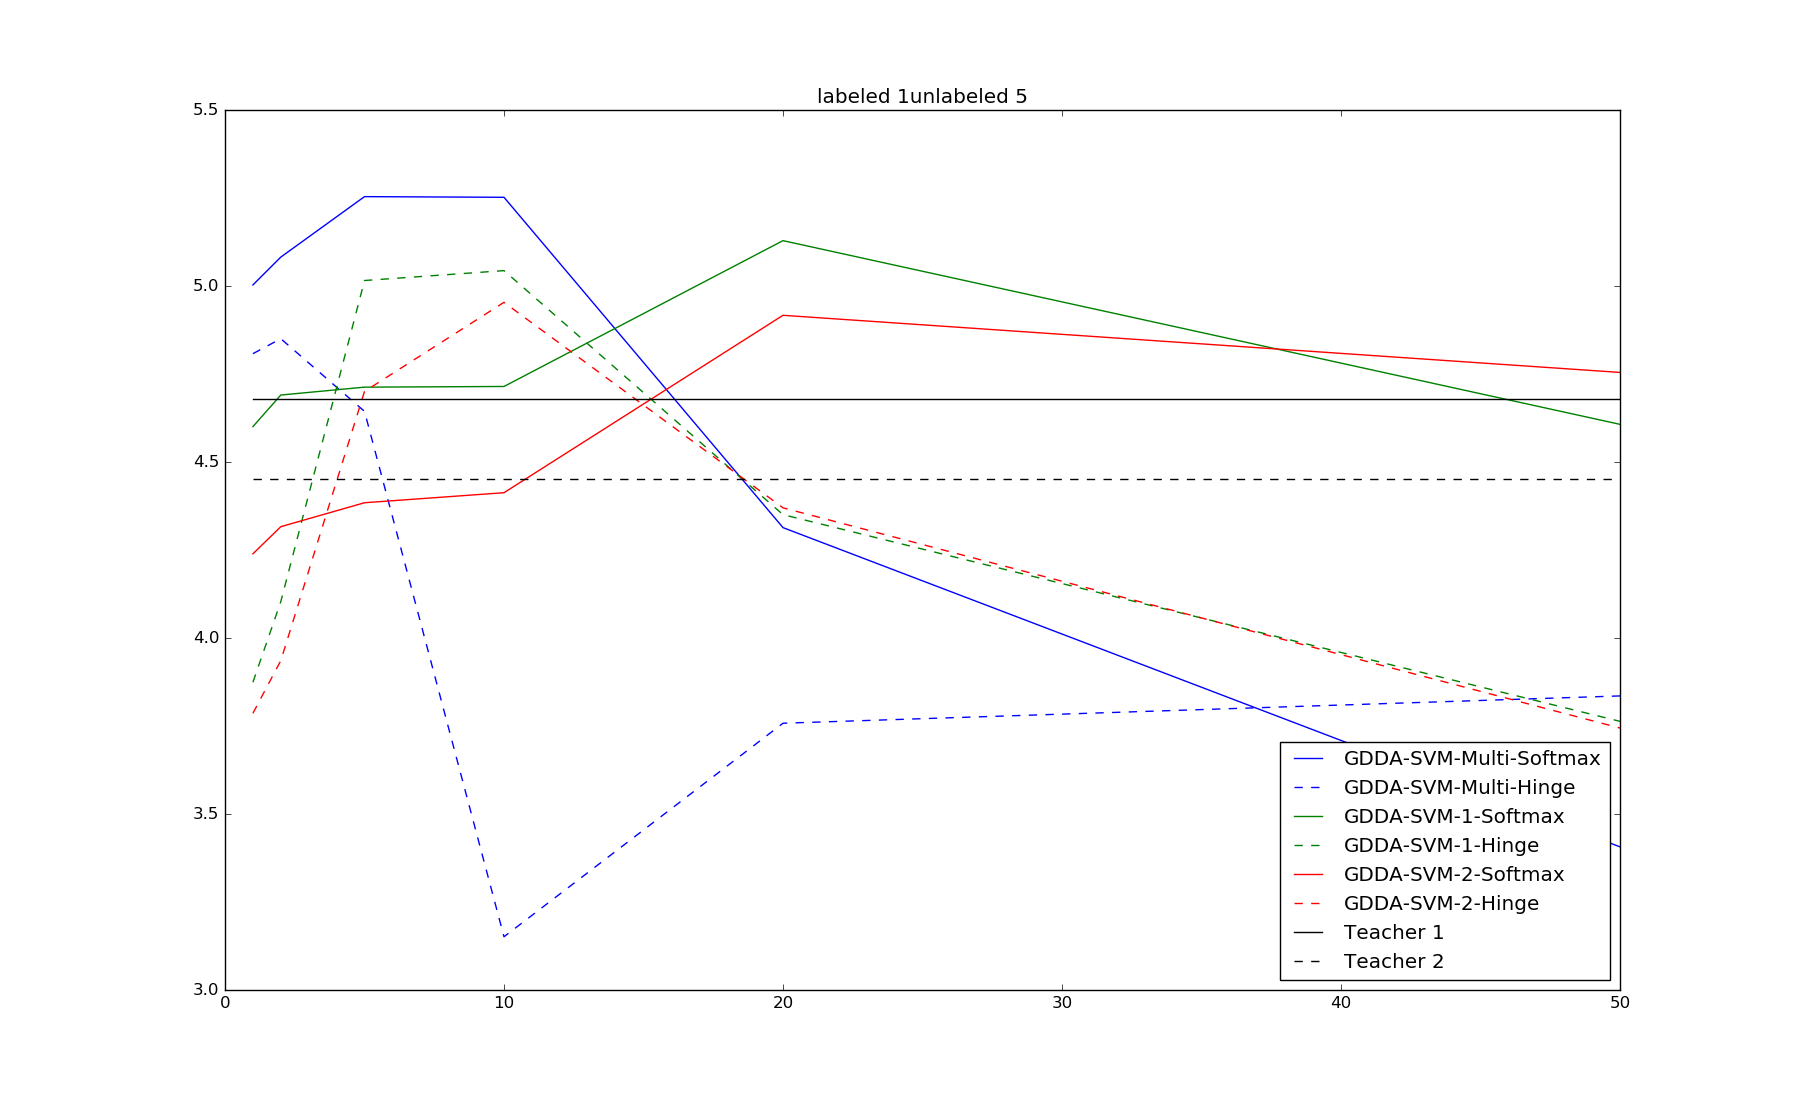 labeled 1unlabeled 5
5.5
5.0
4.5
4.0
3.5
3.0
0 10 20 30 40 50
GDDA-SVM-Multi-Softmax
GDDA-SVM-Multi-Hinge
GDDA-SVM-1-Softmax
GDDA-SVM-1-Hinge
GDDA-SVM-2-Softmax
GDDA-SVM-2-Hinge
Teacher 1
Teacher 2